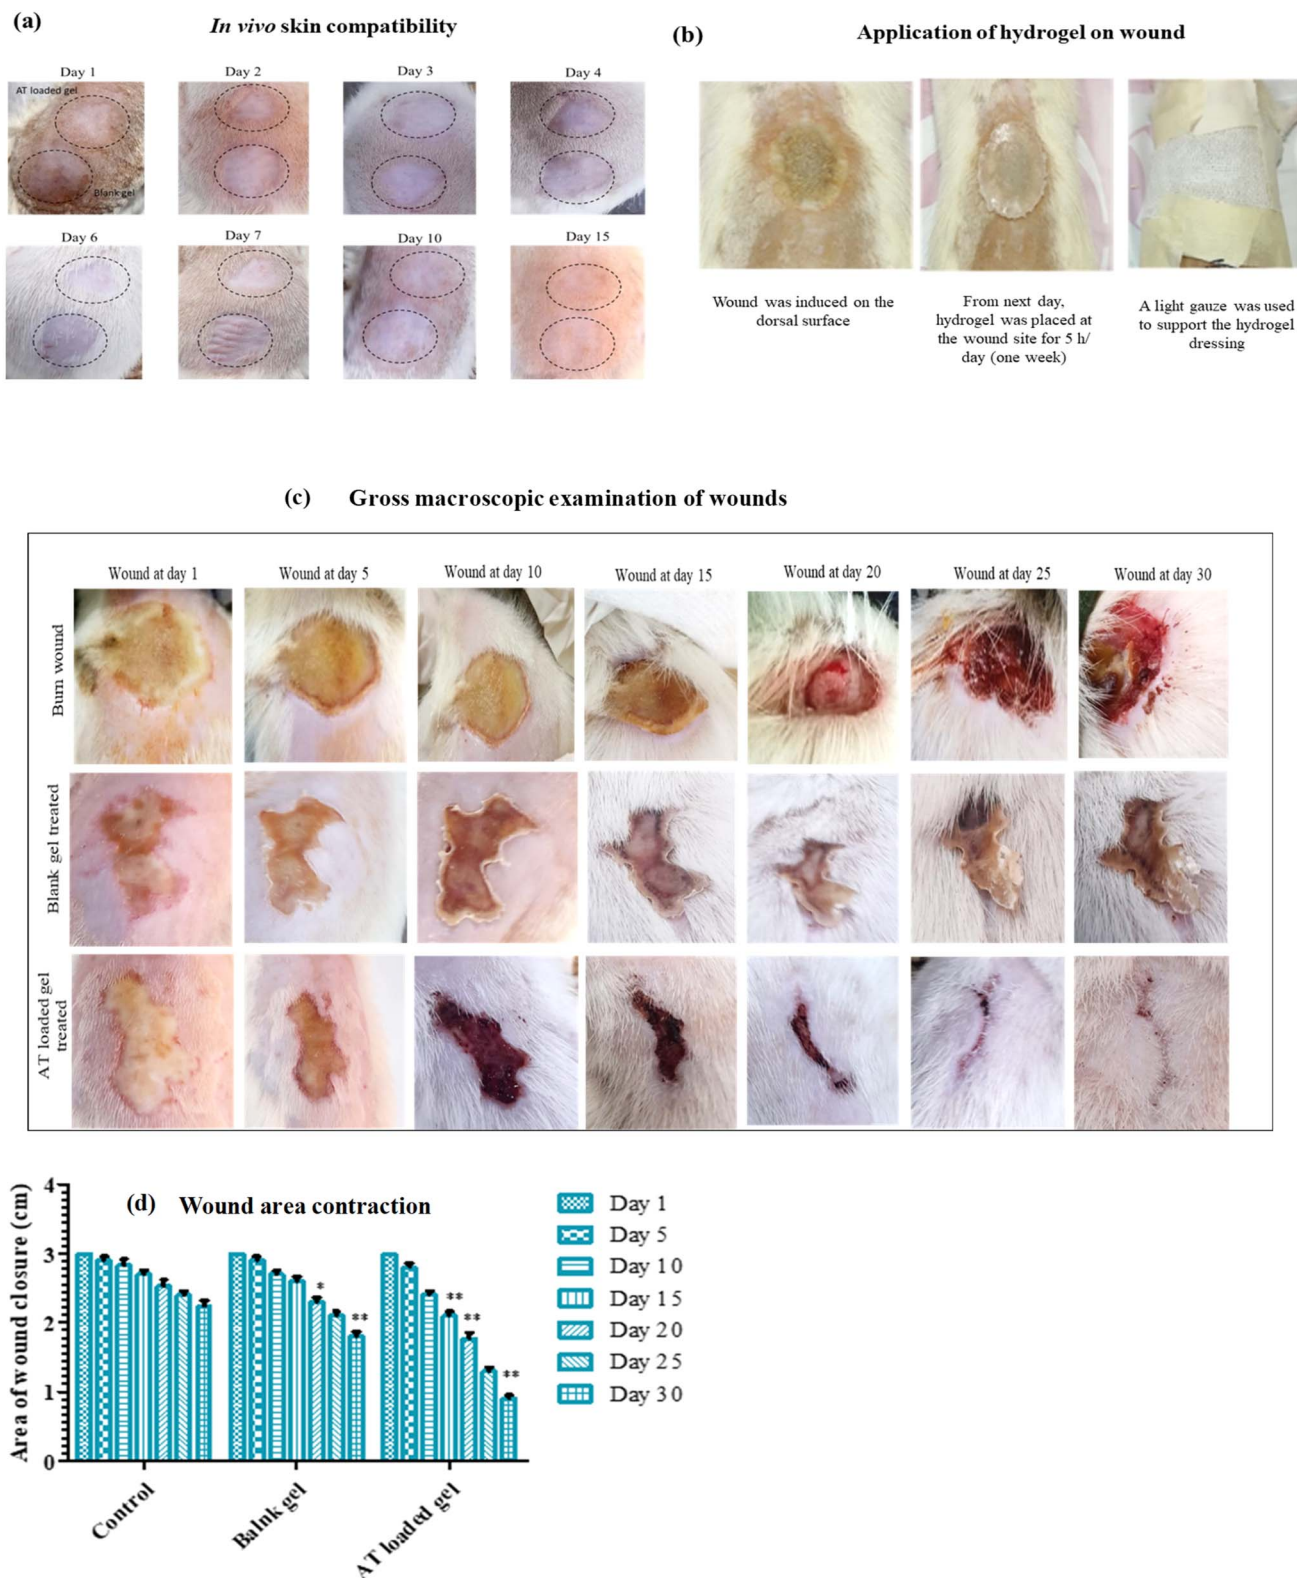 (a)
In vivo skin compatibility
Day 1
Day 2
Day 3
Day 4
AT loaded gel
Blank gel
Day 6
Day 7
Day 10
Day 15
(b)
Application of hydrogel on wound
Wound was induced on the
dorsal surface
From next day,
hydrogel was placed at
the wound site for 5 h/
day (one week)
A light gauze was used
to support the hydrogel
dressing
(c)
Gross macroscopic examination of wounds
Wound at day 1
Wound at day 5
Wound at day 10
Wound at day 15
Wound at day 20
Wound at day 25
Wound at day 30
Burn wound
Blank gel treated
AT loaded gel
treated
(d)
Wound area contraction
Area of wound closure (cm)
4
3
2
1
0
*
**
**
**
**
Control
Balnk gel
AT loaded gel
Day 1
Day 5
Day 10
Day 15
Day 20
Day 25
Day 30